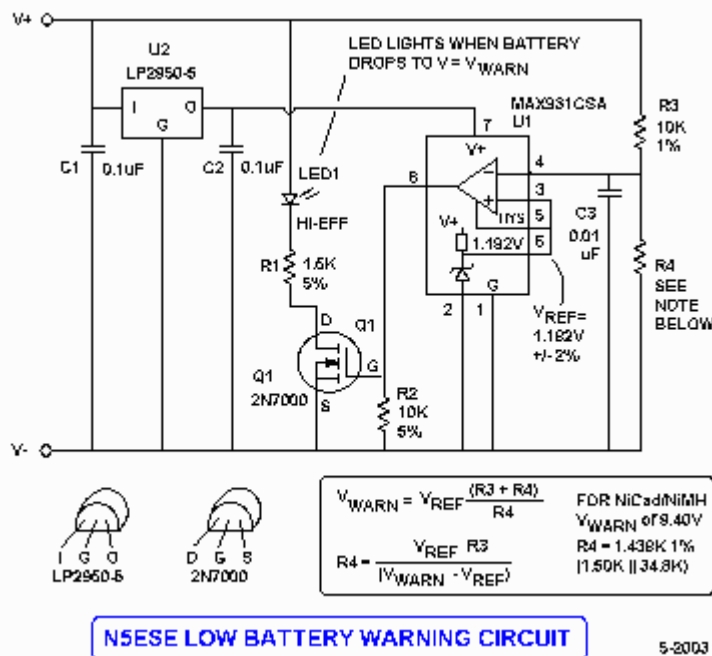 V+
U2
LP2950-5
I
O
G
C1
0.1uF
C2
0.1uF
LED LIGHTS WHEN BATTERY
DROPS TO V = VWARN
LED1
HI-EFF
R1
1.5K
5%
D
Q1
G
Q1
2N7000
S
R2
10K
5%
MAX931CSA
U1
7
V+
8
4
3
5
6
HYS
V+
1.182V
G
2
1
VREF=
1.182V
+/- 2%
C3
0.01
uF
R3
10K
1%
R4
SEE
NOTE
BELOW
V-
I G O
LP2950-5
D G S
2N7000
VWARN = VREF (R3 + R4) / R4
R4 = VREF R3 / (VWARN - VREF)
FOR NiCad/NiMH
VWARN of 9.40V
R4 = 1.438K 1%
(1.50K || 34.8K)
N5ESE LOW BATTERY WARNING CIRCUIT
5-2003